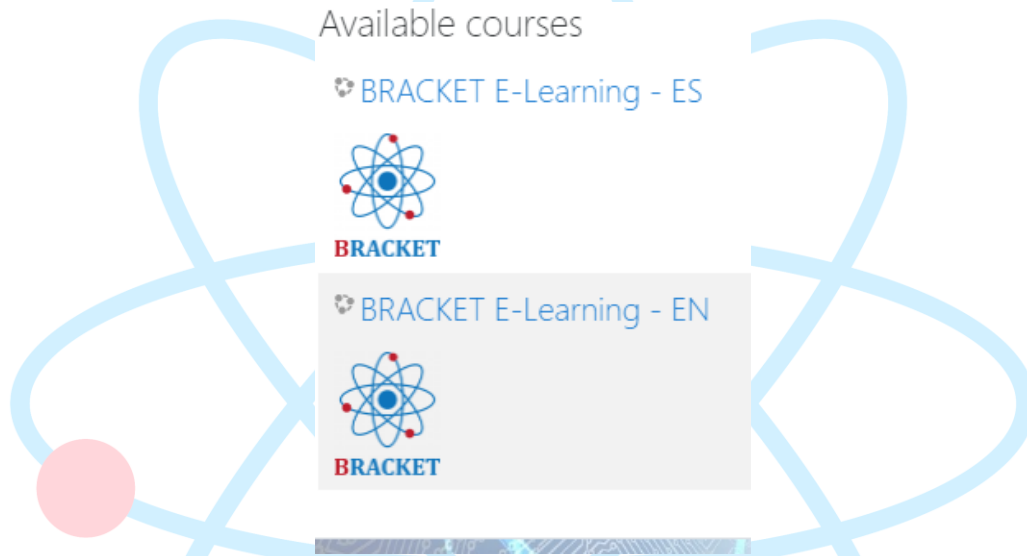 Available courses
BRACKET E-Learning - ES
BRACKET
BRACKET E-Learning - EN
BRACKET